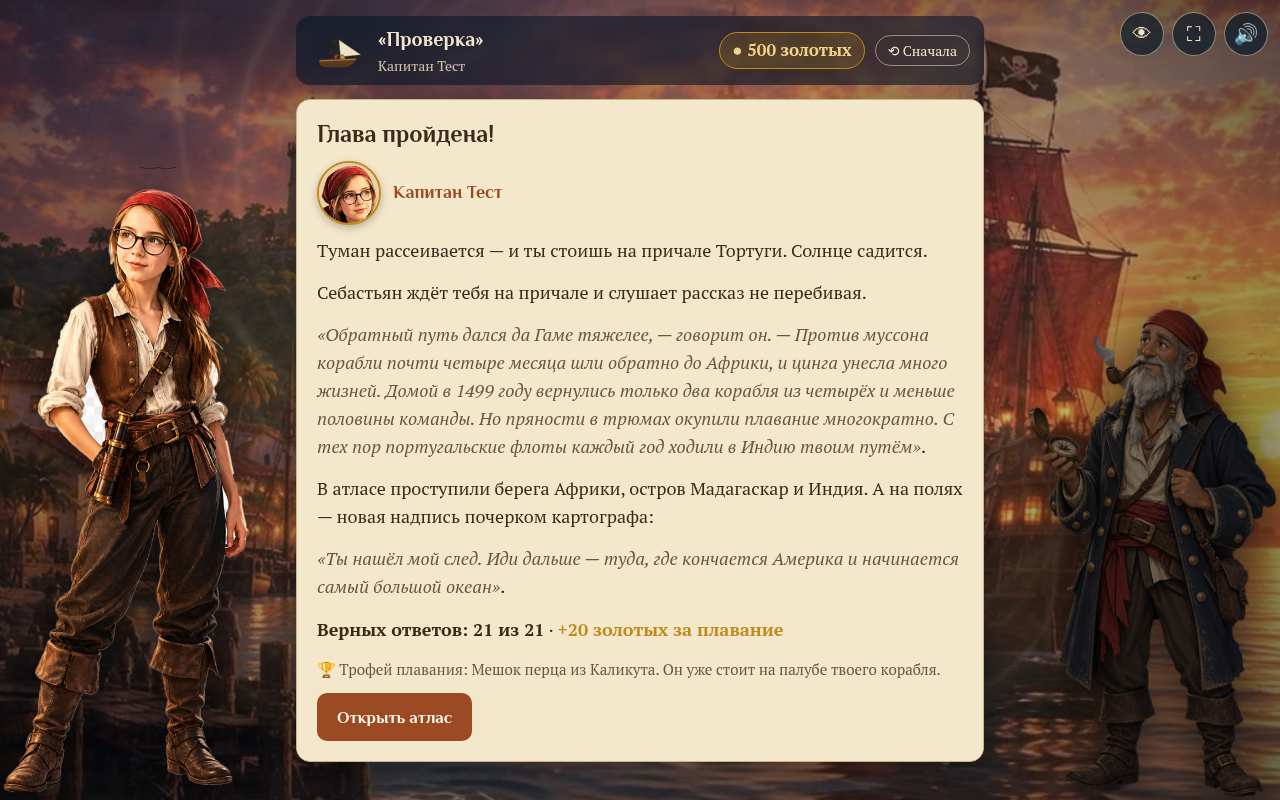 «Проверка»
Капитан Тест
● 500 золотых
⟲ Сначала
Глава пройдена!
Капитан Тест
Туман рассеивается — и ты стоишь на причале Тортуги. Солнце садится.
Себастьян ждёт тебя на причале и слушает рассказ не перебивая.
«Обратный путь дался да Гаме тяжелее, — говорит он. — Против муссона
корабли почти четыре месяца шли обратно до Африки, и цинга унесла много
жизней. Домой в 1499 году вернулись только два корабля из четырёх и меньше
половины команды. Но пряности в трюмах окупили плавание многократно. С
тех пор португальские флоты каждый год ходили в Индию твоим путём».
В атласе проступили берега Африки, остров Мадагаскар и Индия. А на полях
— новая надпись почерком картографа:
«Ты нашёл мой след. Иди дальше — туда, где кончается Америка и начинается
самый большой океан».
Верных ответов: 21 из 21 · +20 золотых за плавание
🏆 Трофей плавания: Мешок перца из Каликута. Он уже стоит на палубе твоего корабля.
Открыть атлас